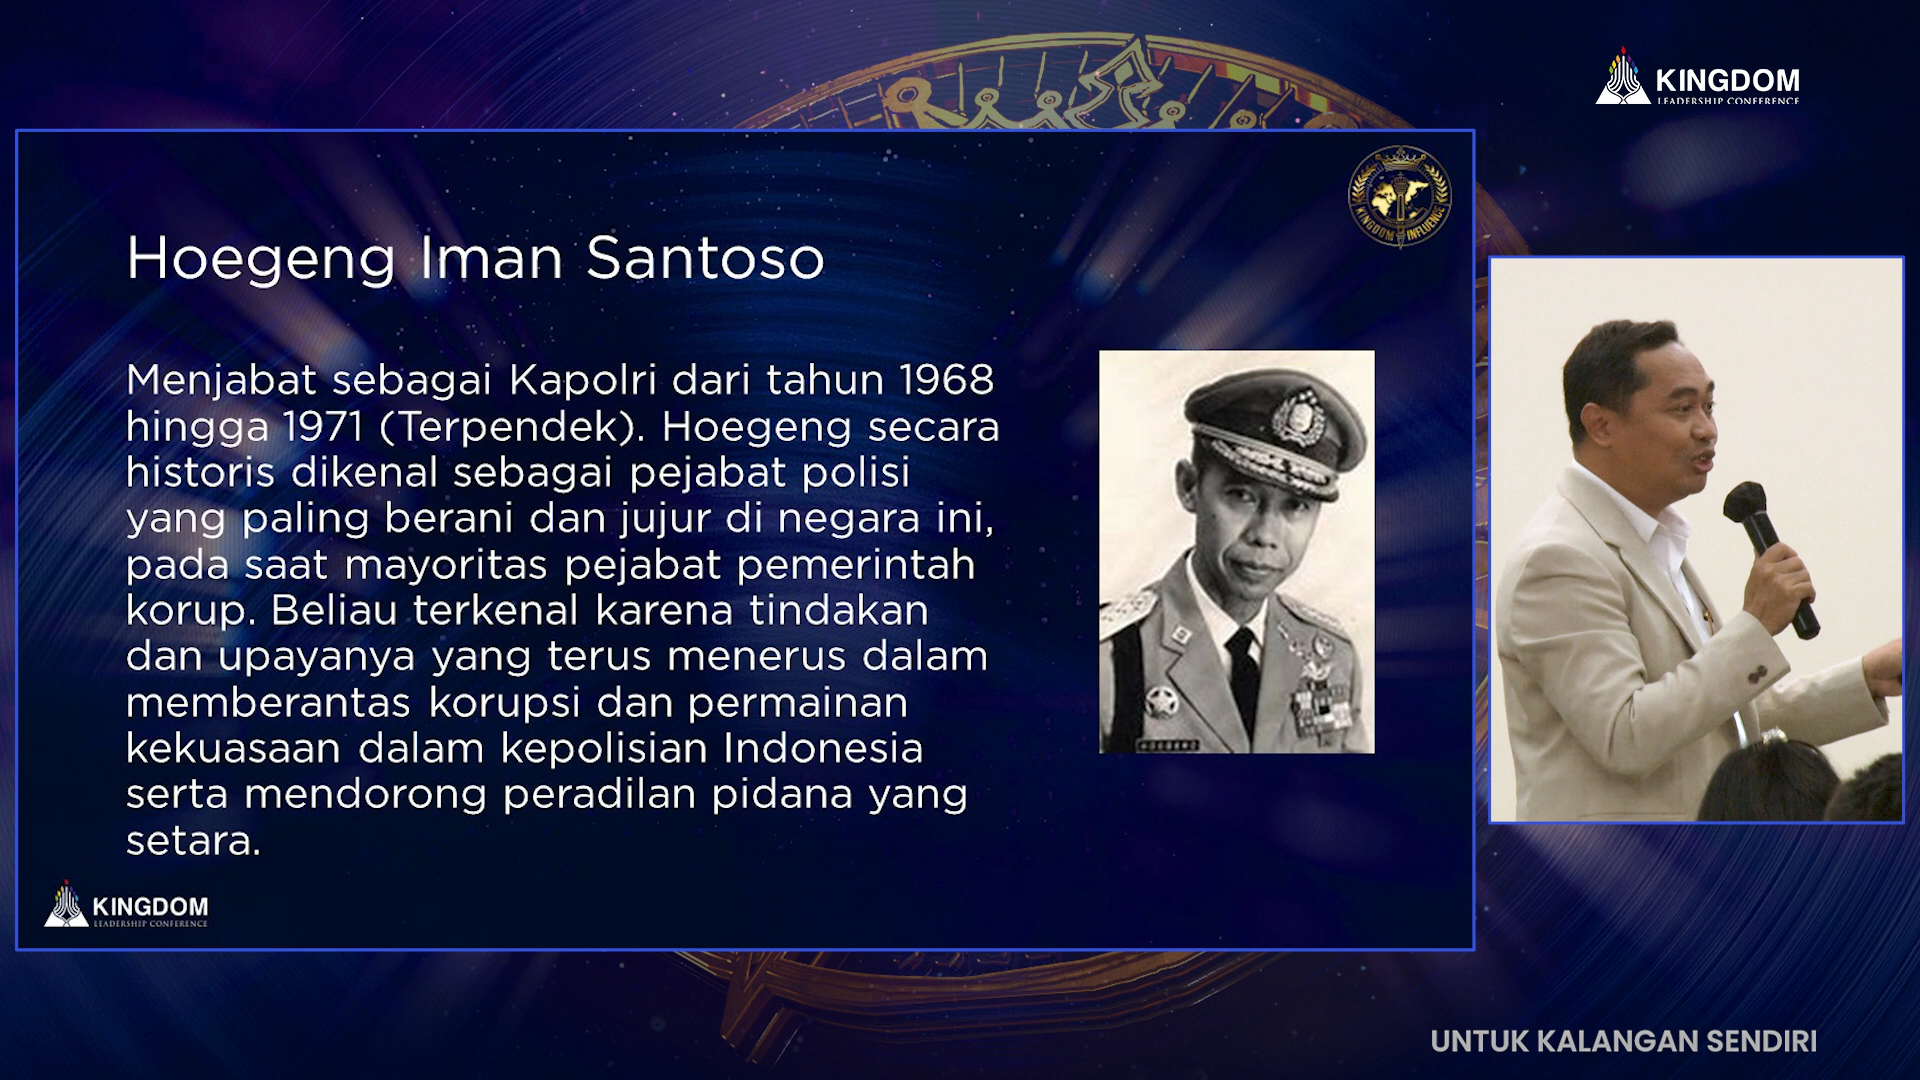 KINGDOM
LEADERSHIP CONFERENCE
KINGDOM INFLUENCE
Hoegeng Iman Santoso
Menjabat sebagai Kapolri dari tahun 1968
hingga 1971 (Terpendek). Hoegeng secara
historis dikenal sebagai pejabat polisi
yang paling berani dan jujur di negara ini,
pada saat mayoritas pejabat pemerintah
korup. Beliau terkenal karena tindakan
dan upayanya yang terus menerus dalam
memberantas korupsi dan permainan
kekuasaan dalam kepolisian Indonesia
serta mendorong peradilan pidana yang
setara.
HOEGENG
KINGDOM
LEADERSHIP CONFERENCE
UNTUK KALANGAN SENDIRI